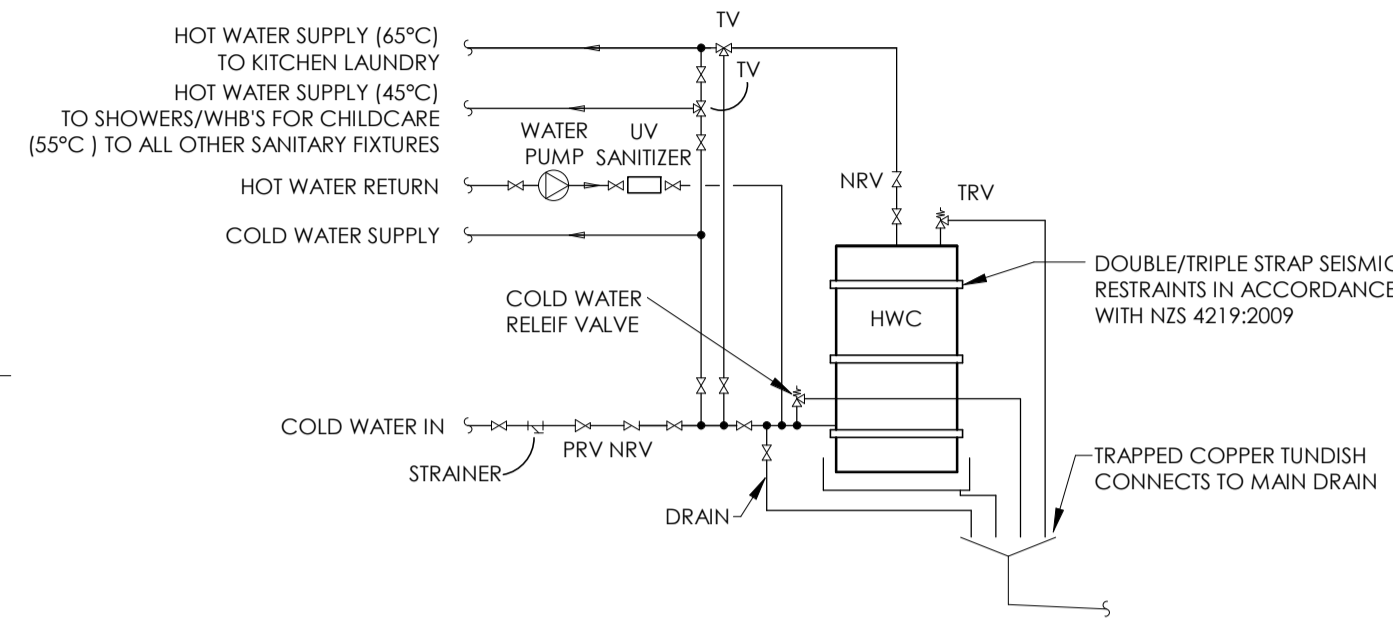 TV
HOT WATER SUPPLY (65°C)
TO KITCHEN LAUNDRY
TV
HOT WATER SUPPLY (45°C)
TO SHOWERS/WHB'S FOR CHILDCARE
(55°C ) TO ALL OTHER SANITARY FIXTURES
WATER
PUMP
UV
SANITIZER
HOT WATER RETURN
NRV
TRV
COLD WATER SUPPLY
DOUBLE/TRIPLE STRAP SEISMIC
RESTRAINTS IN ACCORDANCE
WITH NZS 4219:2009
COLD WATER
RELEIF VALVE
HWC
COLD WATER IN
PRV NRV
STRAINER
TRAPPED COPPER TUNDISH
CONNECTS TO MAIN DRAIN
DRAIN